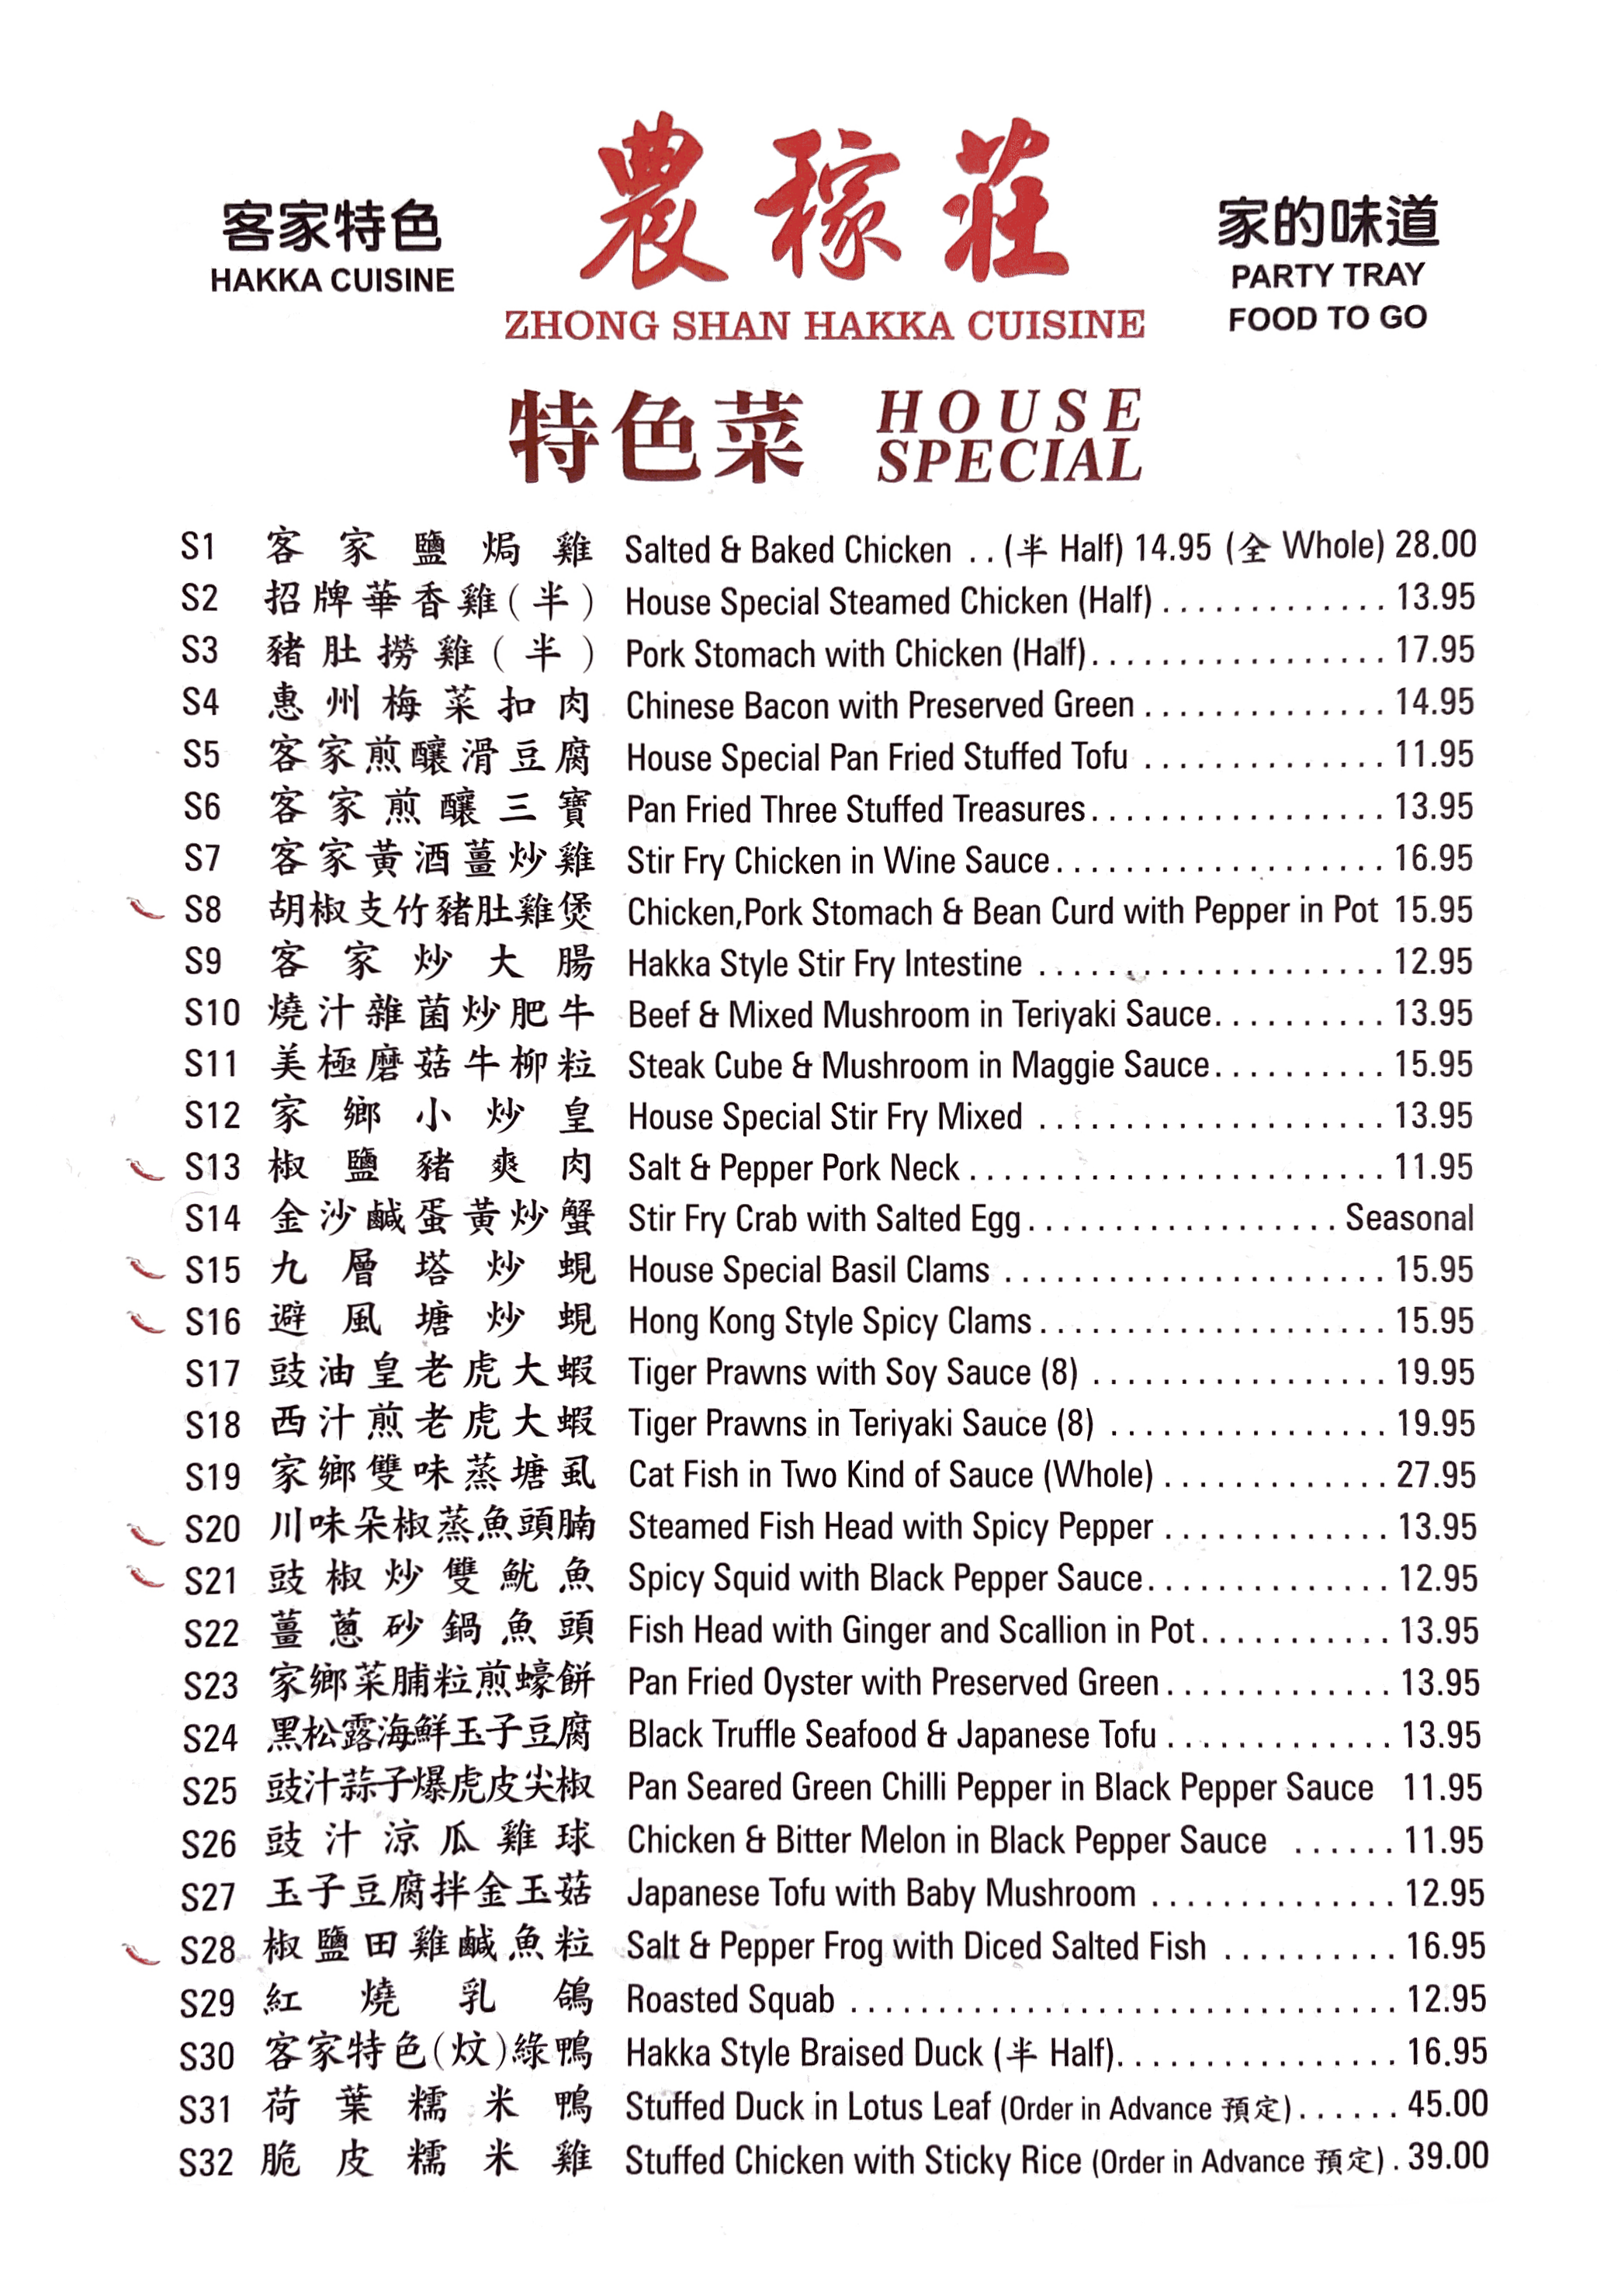 農稼莊
客家特色
HAKKA CUISINE
家的味道
PARTY TRAY
FOOD TO GO
ZHONG SHAN HAKKA CUISINE
特色菜 HOUSE SPECIAL
S1 客家鹽焗雞 Salted & Baked Chicken . . (半 Half) 14.95 (全 Whole) 28.00
S2 招牌華香雞(半) House Special Steamed Chicken (Half) . . . . . . . . . . . . . 13.95
S3 豬肚撈雞(半) Pork Stomach with Chicken (Half). . . . . . . . . . . . . . . . . 17.95
S4 惠州梅菜扣肉 Chinese Bacon with Preserved Green . . . . . . . . . . . . . . 14.95
S5 客家煎釀滑豆腐 House Special Pan Fried Stuffed Tofu . . . . . . . . . . . . . . 11.95
S6 客家煎釀三寶 Pan Fried Three Stuffed Treasures. . . . . . . . . . . . . . . . . 13.95
S7 客家黃酒薑炒雞 Stir Fry Chicken in Wine Sauce. . . . . . . . . . . . . . . . . . . 16.95
S8 胡椒支竹豬肚雞煲 Chicken,Pork Stomach & Bean Curd with Pepper in Pot 15.95
S9 客家炒大腸 Hakka Style Stir Fry Intestine . . . . . . . . . . . . . . . . . . . . 12.95
S10 燒汁雜菌炒肥牛 Beef & Mixed Mushroom in Teriyaki Sauce. . . . . . . . . . 13.95
S11 美極磨菇牛柳粒 Steak Cube & Mushroom in Maggie Sauce. . . . . . . . . . 15.95
S12 家鄉小炒皇 House Special Stir Fry Mixed . . . . . . . . . . . . . . . . . . . . 13.95
S13 椒鹽豬爽肉 Salt & Pepper Pork Neck. . . . . . . . . . . . . . . . . . . . . . . . 11.95
S14 金沙鹹蛋黃炒蟹 Stir Fry Crab with Salted Egg. . . . . . . . . . . . . . . . . . Seasonal
S15 九層塔炒蜆 House Special Basil Clams . . . . . . . . . . . . . . . . . . . . . . 15.95
S16 避風塘炒蜆 Hong Kong Style Spicy Clams . . . . . . . . . . . . . . . . . . . . 15.95
S17 豉油皇老虎大蝦 Tiger Prawns with Soy Sauce (8) . . . . . . . . . . . . . . . . . 19.95
S18 西汁煎老虎大蝦 Tiger Prawns in Teriyaki Sauce (8) . . . . . . . . . . . . . . . . 19.95
S19 家鄉雙味蒸塘虱 Cat Fish in Two Kind of Sauce (Whole) . . . . . . . . . . . . . 27.95
S20 川味朵椒蒸魚頭腩 Steamed Fish Head with Spicy Pepper . . . . . . . . . . . . . 13.95
S21 豉椒炒雙魷魚 Spicy Squid with Black Pepper Sauce. . . . . . . . . . . . . . 12.95
S22 薑蔥砂鍋魚頭 Fish Head with Ginger and Scallion in Pot. . . . . . . . . . . 13.95
S23 家鄉菜脯粒煎蠔餅 Pan Fried Oyster with Preserved Green. . . . . . . . . . . . . 13.95
S24 黑松露海鮮玉子豆腐 Black Truffle Seafood & Japanese Tofu . . . . . . . . . . . . . 13.95
S25 豉汁蒜子爆虎皮尖椒 Pan Seared Green Chilli Pepper in Black Pepper Sauce 11.95
S26 豉汁涼瓜雞球 Chicken & Bitter Melon in Black Pepper Sauce . . . . . . 11.95
S27 玉子豆腐拌金玉菇 Japanese Tofu with Baby Mushroom . . . . . . . . . . . . . . 12.95
S28 椒鹽田雞鹹魚粒 Salt & Pepper Frog with Diced Salted Fish . . . . . . . . . . 16.95
S29 紅燒乳鴿 Roasted Squab . . . . . . . . . . . . . . . . . . . . . . . . . . . . . . . 12.95
S30 客家特色(炆)綠鴨 Hakka Style Braised Duck (半 Half). . . . . . . . . . . . . . . . 16.95
S31 荷葉糯米鴨 Stuffed Duck in Lotus Leaf (Order in Advance 預定) . . . . . . 45.00
S32 脆皮糯米雞 Stuffed Chicken with Sticky Rice (Order in Advance 預定) . 39.00